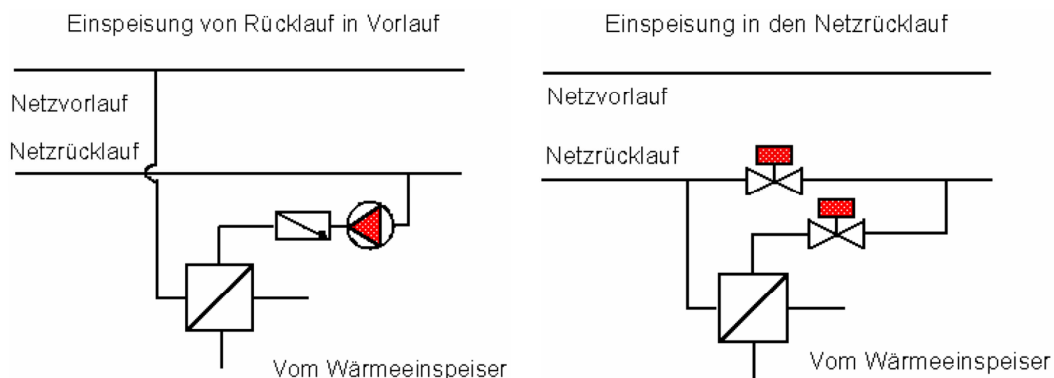 Einspeisung von Rücklauf in Vorlauf
Netzvorlauf
Netzrücklauf
Vom Wärmeeinspeiser
Einspeisung in den Netzrücklauf
Netzvorlauf
Netzrücklauf
Vom Wärmeeinspeiser